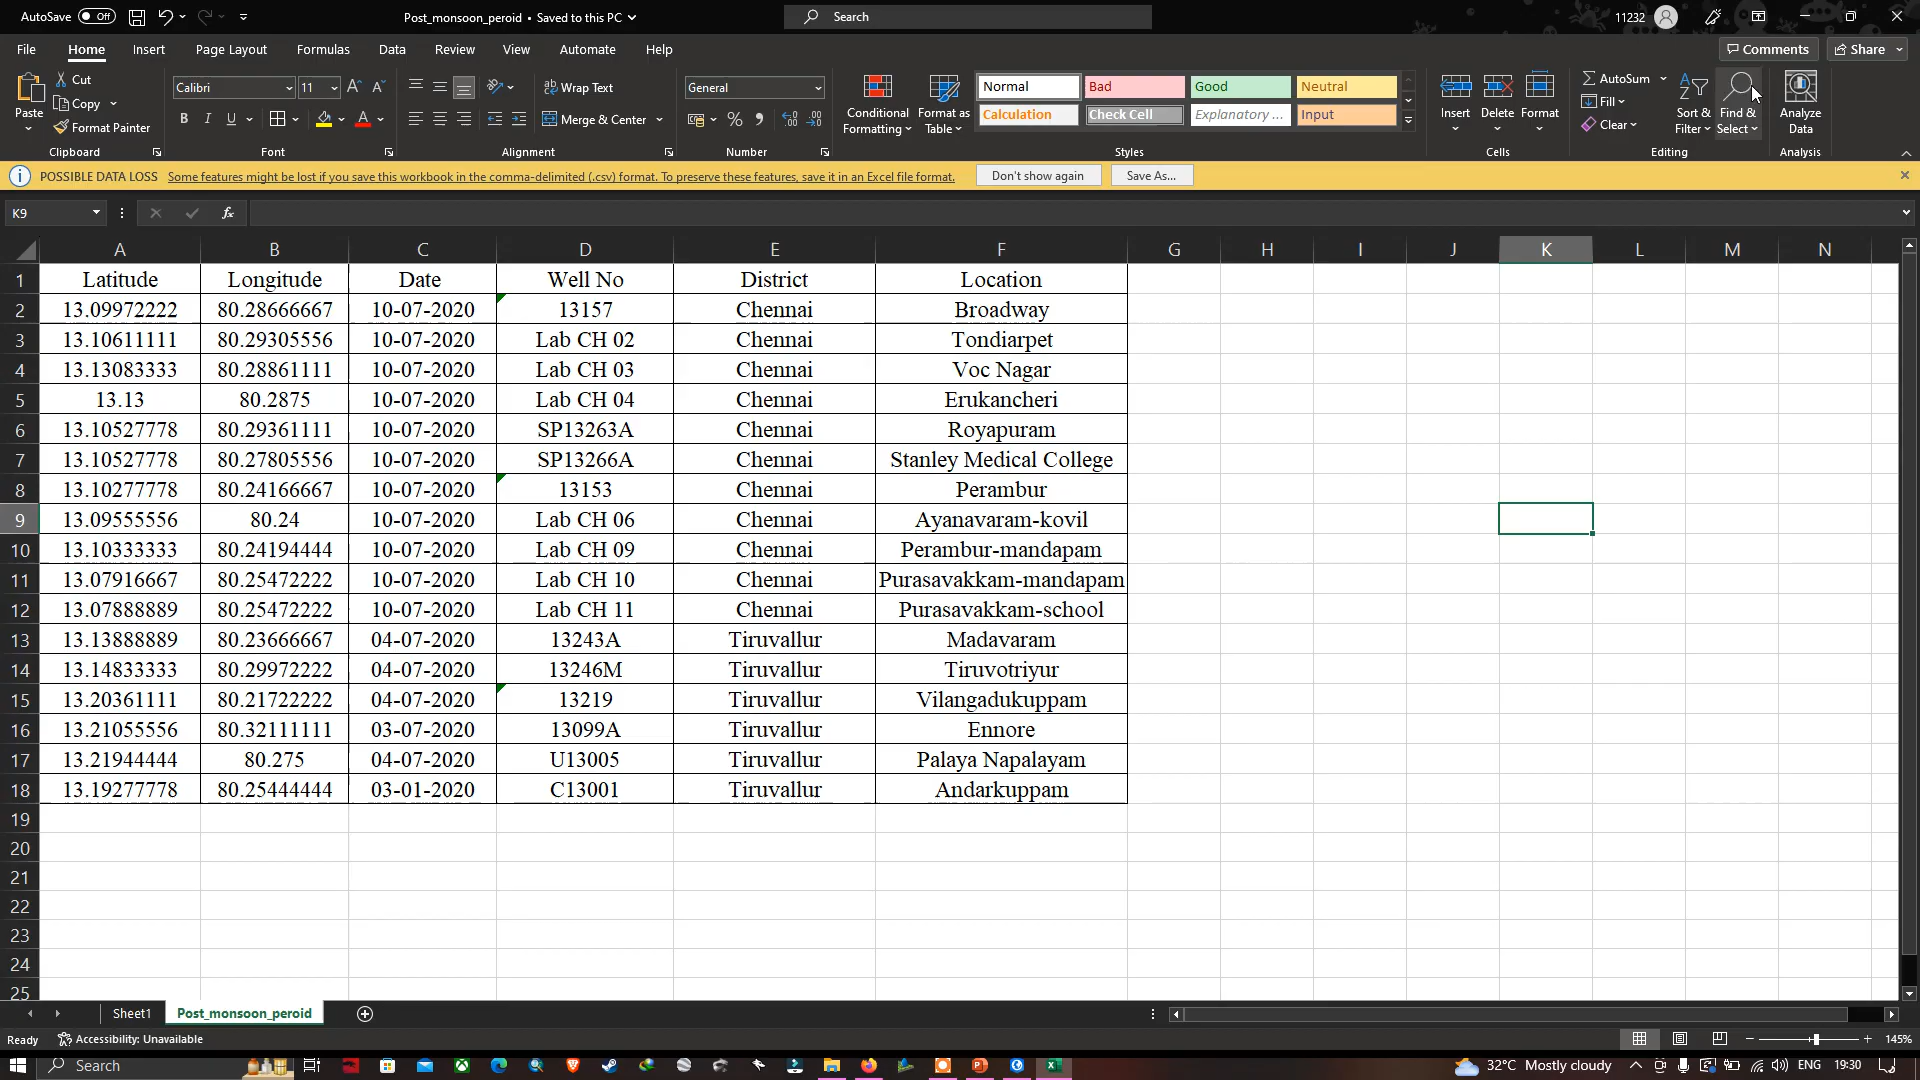 AutoSave Off Post_monsoon_peroid • Saved to this PC Search 11232
File Home Insert Page Layout Formulas Data Review View Automate Help Comments Share
Paste Cut Copy Format Painter Clipboard
Calibri 11 B I U Font
Wrap Text Merge & Center Alignment
General % Number
Conditional Formatting Format as Table Normal Bad Good Neutral Calculation Check Cell Explanatory ... Input Styles
Insert Delete Format Cells
AutoSum Fill Clear Sort & Filter Find & Select Editing
Analyze Data Analysis
POSSIBLE DATA LOSS Some features might be lost if you save this workbook in the comma-delimited (.csv) format. To preserve these features, save it in an Excel file format. Don't show again Save As...
K9 fx
A B C D E F G H I J K L M N
1 Latitude Longitude Date Well No District Location
2 13.09972222 80.28666667 10-07-2020 13157 Chennai Broadway
3 13.10611111 80.29305556 10-07-2020 Lab CH 02 Chennai Tondiarpet
4 13.13083333 80.28861111 10-07-2020 Lab CH 03 Chennai Voc Nagar
5 13.13 80.2875 10-07-2020 Lab CH 04 Chennai Erukancheri
6 13.10527778 80.29361111 10-07-2020 SP13263A Chennai Royapuram
7 13.10527778 80.27805556 10-07-2020 SP13266A Chennai Stanley Medical College
8 13.10277778 80.24166667 10-07-2020 13153 Chennai Perambur
9 13.09555556 80.24 10-07-2020 Lab CH 06 Chennai Ayanavaram-kovil
10 13.10333333 80.24194444 10-07-2020 Lab CH 09 Chennai Perambur-mandapam
11 13.07916667 80.25472222 10-07-2020 Lab CH 10 Chennai Purasavakkam-mandapam
12 13.07888889 80.25472222 10-07-2020 Lab CH 11 Chennai Purasavakkam-school
13 13.13888889 80.23666667 04-07-2020 13243A Tiruvallur Madavaram
14 13.14833333 80.29972222 04-07-2020 13246M Tiruvallur Tiruvotriyur
15 13.20361111 80.21722222 04-07-2020 13219 Tiruvallur Vilangadukuppam
16 13.21055556 80.32111111 03-07-2020 13099A Tiruvallur Ennore
17 13.21944444 80.275 04-07-2020 U13005 Tiruvallur Palaya Napalayam
18 13.19277778 80.25444444 03-01-2020 C13001 Tiruvallur Andarkuppam
19
20
21
22
23
24
25
Sheet1 Post_monsoon_peroid
Ready Accessibility: Unavailable 145%
Search 32°C Mostly cloudy ENG 19:30